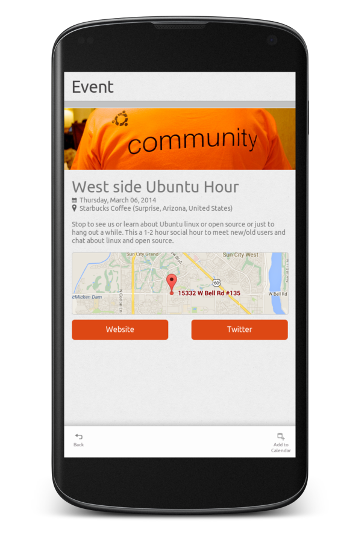 Event
community
West side Ubuntu Hour
Thursday, March 06, 2014
Starbucks Coffee (Surprise, Arizona, United States)
Stop to see us or learn about Ubuntu linux or open source or just to
hang out a while. This a 1-2 hour social hour to meet new/old users and
chat about linux and open source.
Sun City West
60
15332 W Bell Rd #135
W Bell Rd
Website
Twitter
Back
Add to
Calendar